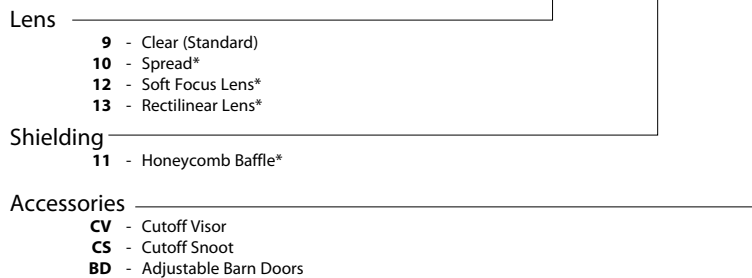 Lens
9 - Clear (Standard)
10 - Spread*
12 - Soft Focus Lens*
13 - Rectilinear Lens*
Shielding
11 - Honeycomb Baffle*
Accessories
CV - Cutoff Visor
CS - Cutoff Snoot
BD - Adjustable Barn Doors